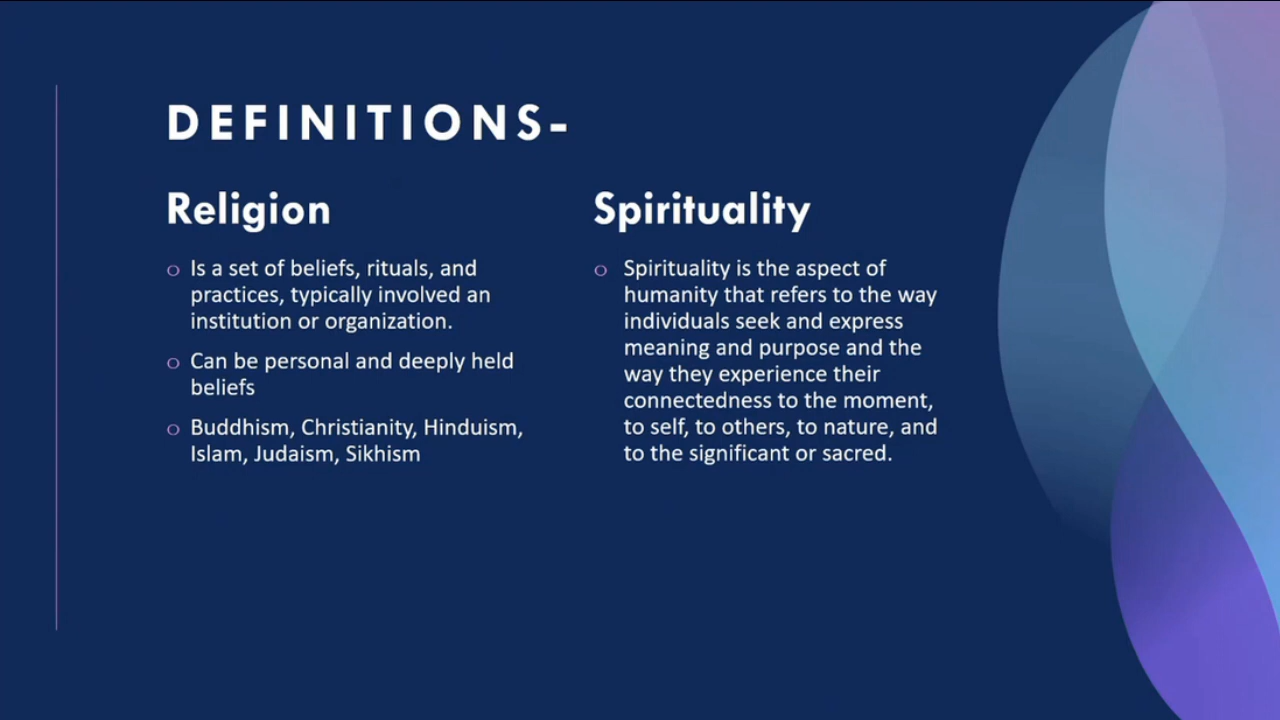 DEFINITIONS-
Religion
o Is a set of beliefs, rituals, and
practices, typically involved an
institution or organization.
o Can be personal and deeply held
beliefs
o Buddhism, Christianity, Hinduism,
Islam, Judaism, Sikhism
Spirituality
o Spirituality is the aspect of
humanity that refers to the way
individuals seek and express
meaning and purpose and the
way they experience their
connectedness to the moment,
to self, to others, to nature, and
to the significant or sacred.